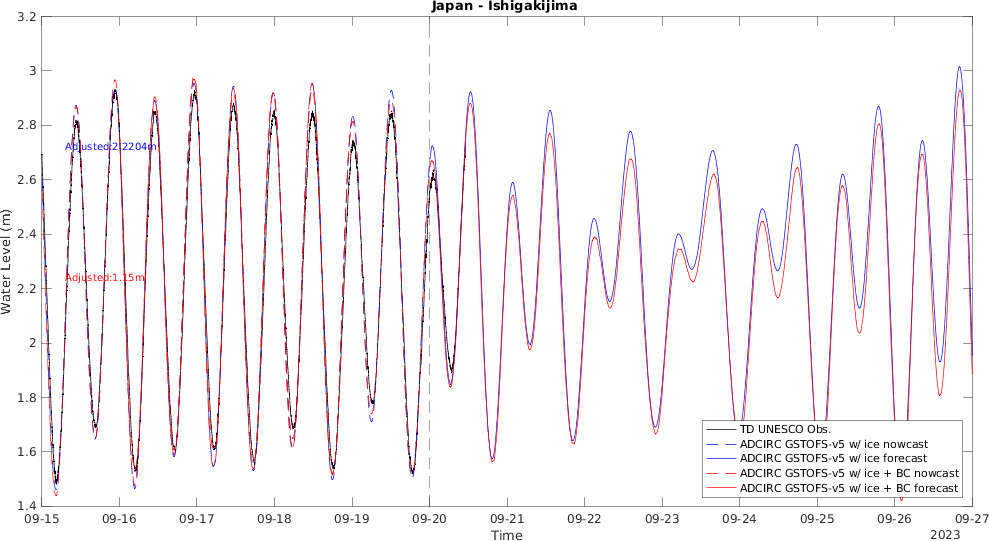 Japan - Ishigakijima
3.2
3
2.8
2.6
2.4
2.2
2
1.8
1.6
1.4
Water Level (m)
Adjusted:2.2204m
Adjusted:1.15m
TD UNESCO Obs.
ADCIRC GSTOFS-v5 w/ ice nowcast
ADCIRC GSTOFS-v5 w/ ice forecast
ADCIRC GSTOFS-v5 w/ ice + BC nowcast
ADCIRC GSTOFS-v5 w/ ice + BC forecast
09-15 09-16 09-17 09-18 09-19 09-20 09-21 09-22 09-23 09-24 09-25 09-26 09-27
Time
2023